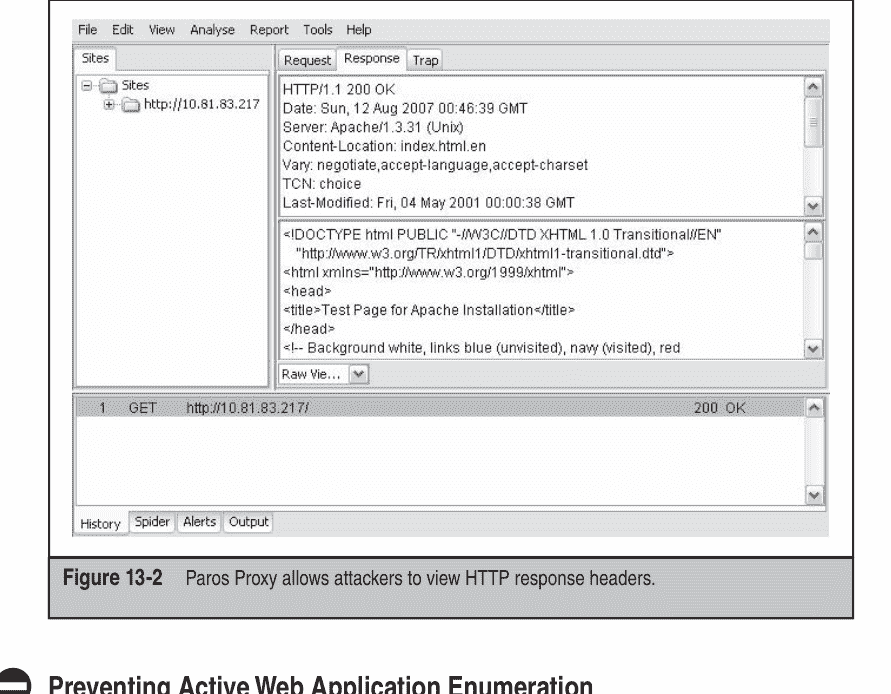 File Edit View Analyse Report Tools Help
Sites
Sites
http://10.81.83.217
Request Response Trap
HTTP/1.1 200 OK
Date: Sun, 12 Aug 2007 00:46:39 GMT
Server: Apache/1.3.31 (Unix)
Content-Location: index.html.en
Vary: negotiate,accept-language,accept-charset
TCN: choice
Last-Modified: Fri, 04 May 2001 00:00:38 GMT
<!DOCTYPE html PUBLIC "-//W3C//DTD XHTML 1.0 Transitional//EN"
"http://www.w3.org/TR/xhtml1/DTD/xhtml1-transitional.dtd">
<html xmlns="http://www.w3.org/1999/xhtml">
<head>
<title>Test Page for Apache Installation</title>
</head>
<!-- Background white, links blue (unvisited), navy (visited), red
Raw Vie...
1 GET http://10.81.83.217/ 200 OK
History Spider Alerts Output
Figure 13-2 Paros Proxy allows attackers to view HTTP response headers.
Preventing Active Web Application Enumeration